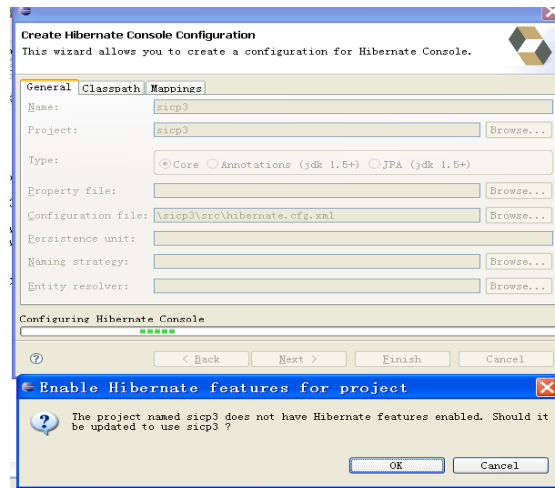 Create Hibernate Console Configuration
This wizard allows you to create a configuration for Hibernate Console.
General Classpath Mappings
Name: sicp3
Project: sicp3 Browse...
Type: Core Annotations (jdk 1.5+) JPA (jdk 1.5+)
Property file: Browse...
Configuration file: \sicp3\src\hibernate.cfg.xml Browse...
Persistence unit:
Naming strategy: Browse...
Entity resolver: Browse...
Configuring Hibernate Console
< Back Next > Finish Cancel
Enable Hibernate features for project
The project named sicp3 does not have Hibernate features enabled. Should it
be updated to use sicp3 ?
OK Cancel